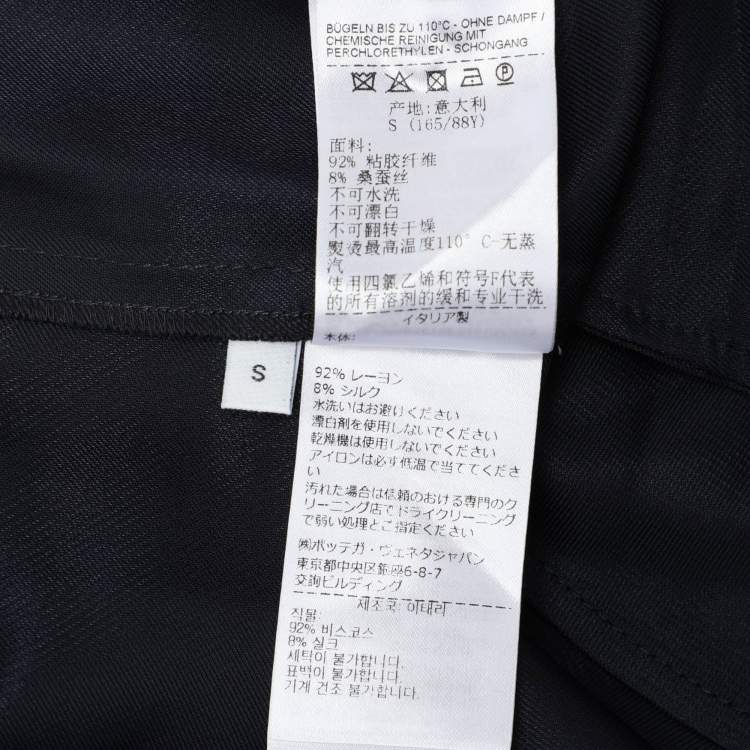 BÜGELN BIS ZU 110°C - OHNE DAMPF /
CHEMISCHE REINIGUNG MIT
PERCHLORETHYLEN - SCHONGANG
产地:意大利
S (165/88Y)
面料:
92% 粘胶纤维
8% 桑蚕丝
不可水洗
不可漂白
不可翻转干燥
熨烫最高温度110° C-无蒸
汽
使用四氯乙烯和符号F代表
的所有溶剂的缓和专业干洗
イタリア製
本体:
S
92% レーヨン
8% シルク
水洗いはお避けください
漂白剤を使用しないでください
乾燥機は使用しないでください
アイロンは必ず低温で当ててくださ
い
汚れた場合は信頼のおける専門のク
リーニング店でドライクリーニング
で弱い処理とご指定ください
㈱ボッテガ・ヴェネタジャパン
東京都中央区銀座6-8-7
交詢ビルディング
제조국: 이태리
직물:
92% 비스코스
8% 실크
세탁이 불가합니다.
표백이 불가합니다.
기계 건조 불가합니다.